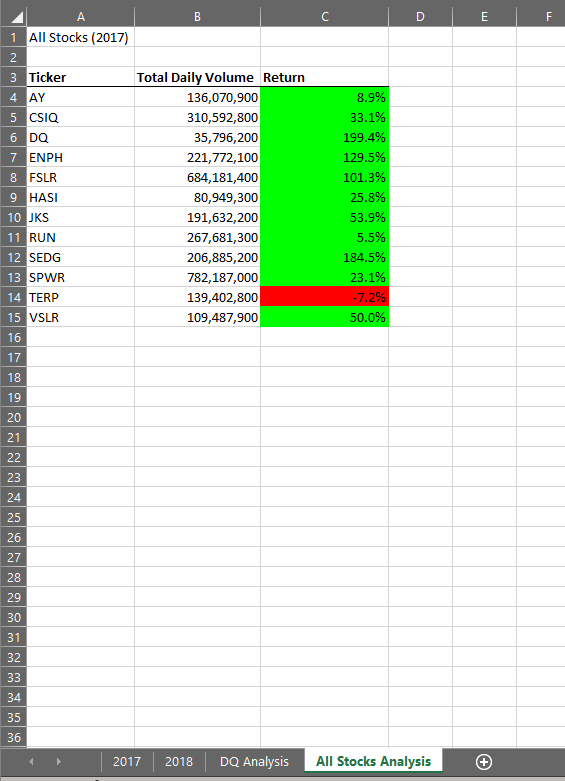 A B C D E F
1 All Stocks (2017)
2
3 Ticker Total Daily Volume Return
4 AY 136,070,900 8.9%
5 CSIQ 310,592,800 33.1%
6 DQ 35,796,200 199.4%
7 ENPH 221,772,100 129.5%
8 FSLR 684,181,400 101.3%
9 HASI 80,949,300 25.8%
10 JKS 191,632,200 53.9%
11 RUN 267,681,300 5.5%
12 SEDG 206,885,200 184.5%
13 SPWR 782,187,000 23.1%
14 TERP 139,402,800 -7.2%
15 VSLR 109,487,900 50.0%
16
17
18
19
20
21
22
23
24
25
26
27
28
29
30
31
32
33
34
35
36
2017 2018 DQ Analysis All Stocks Analysis